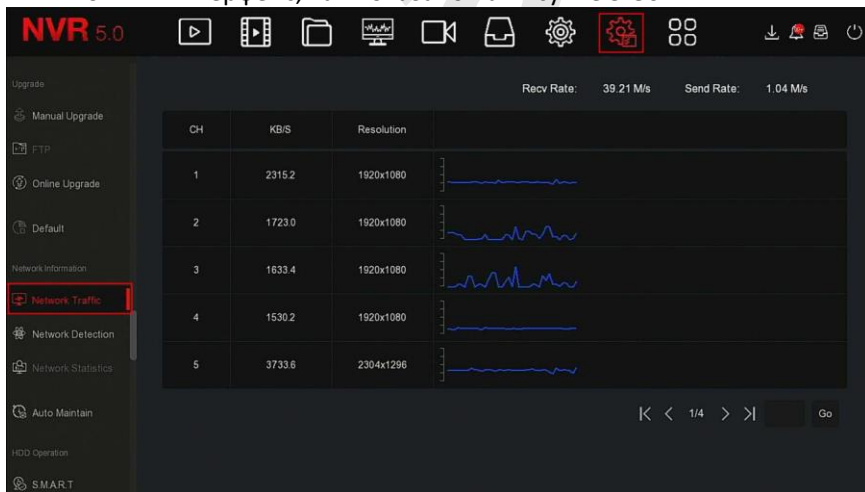 NVR 5.0
Upgrade
Manual Upgrade
FTP
Online Upgrade
Default
Network Information
Network Traffic
Network Detection
Network Statistics
Auto Maintain
HDD Operation
S.M.A.R.T
Recv Rate: 39.21 M/s Send Rate: 1.04 M/s
CH KB/S Resolution
1 2315.2 1920x1080
2 1723.0 1920x1080
3 1633.4 1920x1080
4 1530.2 1920x1080
5 3733.6 2304x1296
1/4 Go